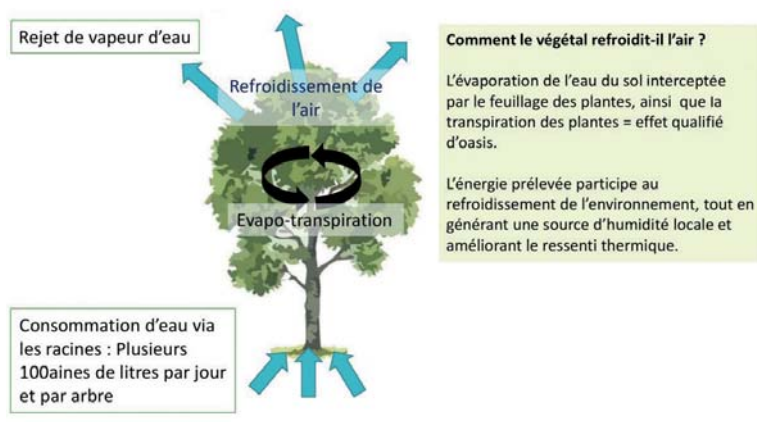 Rejet de vapeur d'eau
Refroidissement de
l'air
Evapo-transpiration
Consommation d'eau via
les racines : Plusieurs
100aines de litres par jour
et par arbre
Comment le végétal refroidit-il l'air ?
L'évaporation de l'eau du sol interceptée
par le feuillage des plantes, ainsi que la
transpiration des plantes = effet qualifié
d'oasis.
L'énergie prélevée participe au
refroidissement de l'environnement, tout en
générant une source d'humidité locale et
améliorant le ressenti thermique.